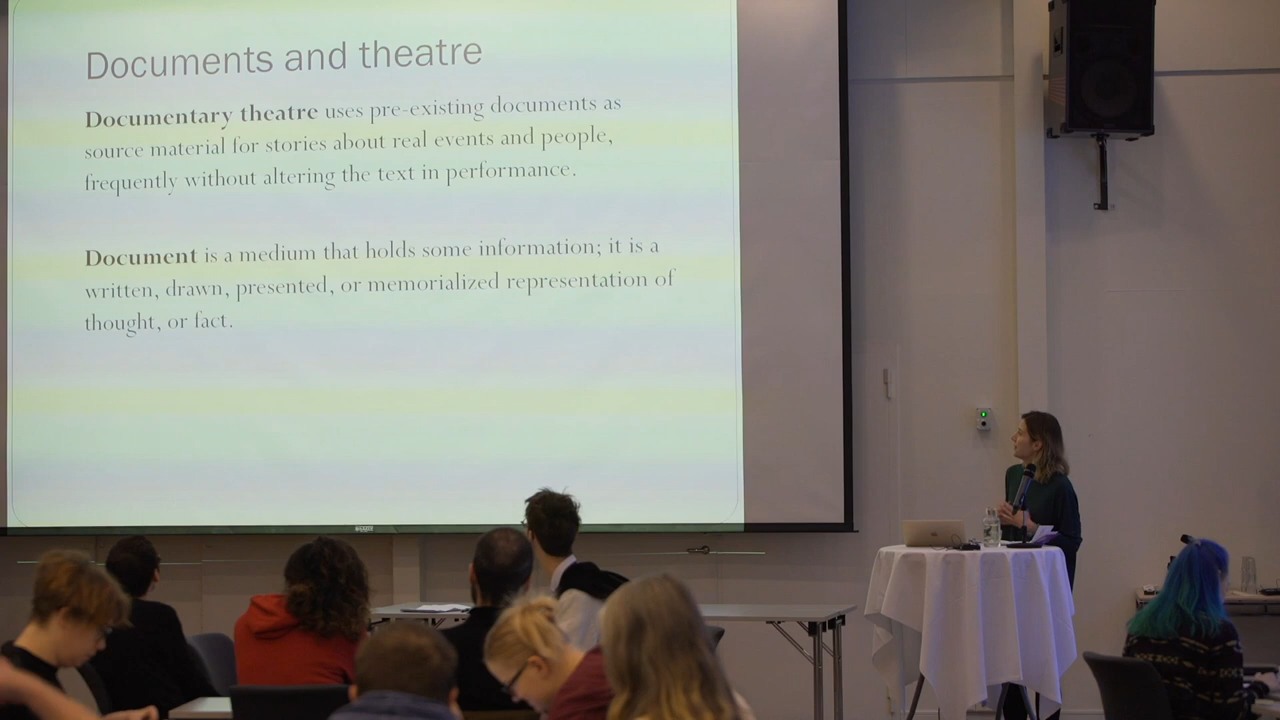 Documents and theatre
Documentary theatre uses pre-existing documents as
source material for stories about real events and people,
frequently without altering the text in performance.
Document is a medium that holds some information; it is a
written, drawn, presented, or memorialized representation of
thought, or fact.